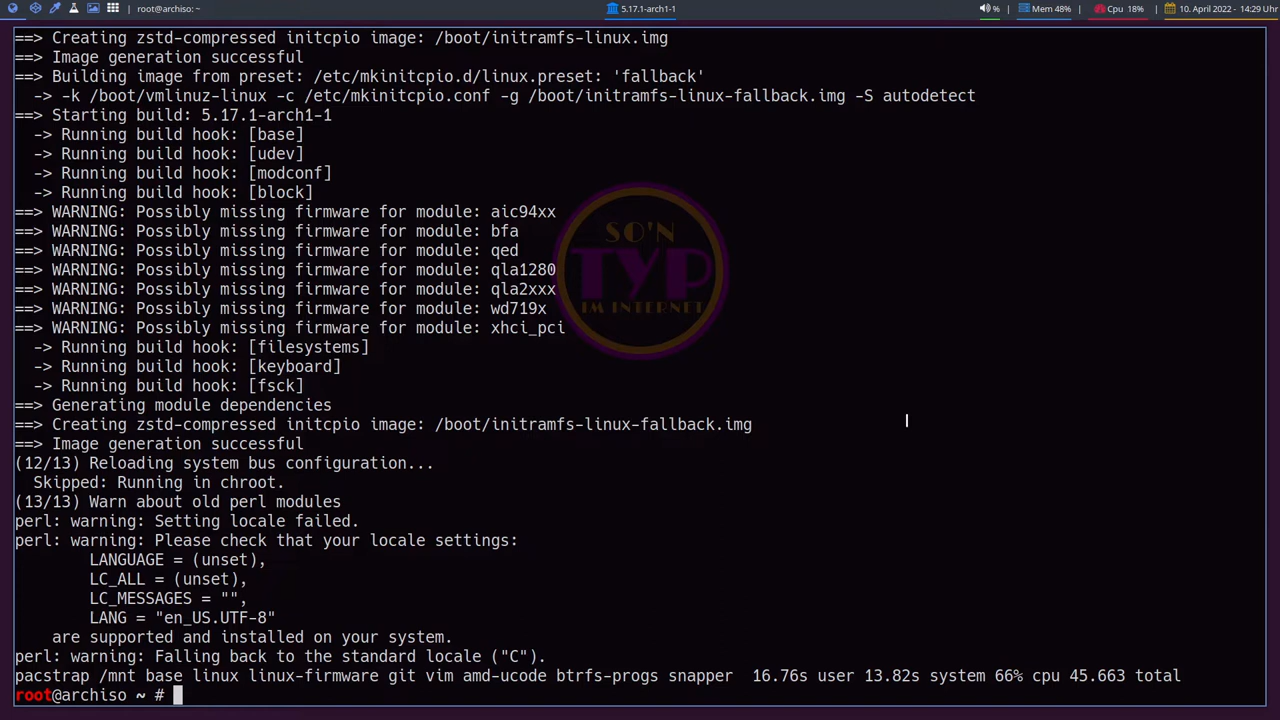 root@archiso:~
5.17.1-arch1-1
%
Mem 48%
Cpu 18%
10. April 2022 - 14:29 Uhr
==> Creating zstd-compressed initcpio image: /boot/initramfs-linux.img
==> Image generation successful
==> Building image from preset: /etc/mkinitcpio.d/linux.preset: 'fallback'
-> -k /boot/vmlinuz-linux -c /etc/mkinitcpio.conf -g /boot/initramfs-linux-fallback.img -S autodetect
==> Starting build: 5.17.1-arch1-1
-> Running build hook: [base]
-> Running build hook: [udev]
-> Running build hook: [modconf]
-> Running build hook: [block]
==> WARNING: Possibly missing firmware for module: aic94xx
==> WARNING: Possibly missing firmware for module: bfa
==> WARNING: Possibly missing firmware for module: qed
==> WARNING: Possibly missing firmware for module: qla1280
==> WARNING: Possibly missing firmware for module: qla2xxx
==> WARNING: Possibly missing firmware for module: wd719x
==> WARNING: Possibly missing firmware for module: xhci_pci
-> Running build hook: [filesystems]
-> Running build hook: [keyboard]
-> Running build hook: [fsck]
==> Generating module dependencies
==> Creating zstd-compressed initcpio image: /boot/initramfs-linux-fallback.img
==> Image generation successful
(12/13) Reloading system bus configuration...
Skipped: Running in chroot.
(13/13) Warn about old perl modules
perl: warning: Setting locale failed.
perl: warning: Please check that your locale settings:
LANGUAGE = (unset),
LC_ALL = (unset),
LC_MESSAGES = "",
LANG = "en_US.UTF-8"
are supported and installed on your system.
perl: warning: Falling back to the standard locale ("C").
pacstrap /mnt base linux linux-firmware git vim amd-ucode btrfs-progs snapper  16.76s user 13.82s system 66% cpu 45.663 total
root@archiso ~ #
SO'N
TYP
IM INTERNET